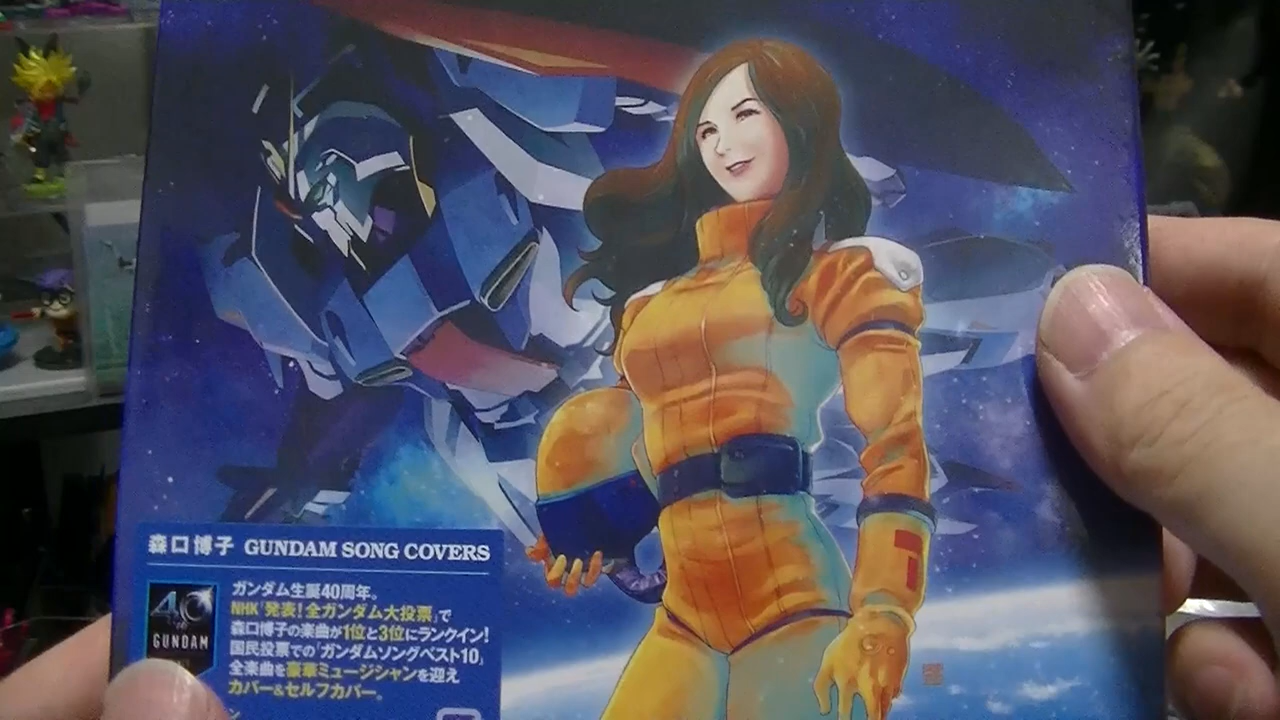 森口博子 GUNDAM SONG COVERS
40
th
GUNDAM
ガンダム生誕40周年。
NHK「発表!全ガンダム大投票」で
森口博子の楽曲が1位と3位にランクイン!
国民投票での「ガンダムソングベスト10」
全楽曲を豪華ミュージシャンを迎え
カバー&セルフカバー。